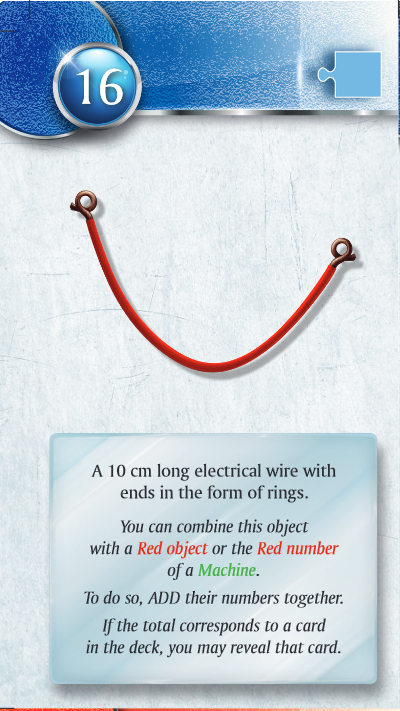 16
A 10 cm long electrical wire with
ends in the form of rings.
You can combine this object
with a Red object or the Red number
of a Machine.
To do so, ADD their numbers together.
If the total corresponds to a card
in the deck, you may reveal that card.